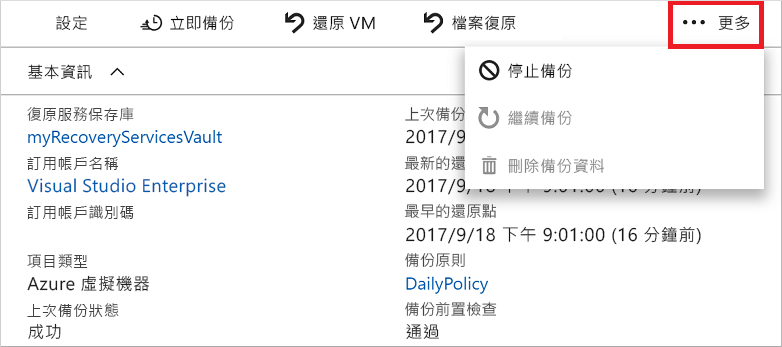 設定 立即備份 還原 VM 檔案復原 ••• 更多
基本資訊
停止備份
繼續備份
刪除備份資料
復原服務保存庫
myRecoveryServicesVault
訂用帳戶名稱
Visual Studio Enterprise
訂用帳戶識別碼
項目類型
Azure 虛擬機器
上次備份狀態
成功
上次備份
2017/9
最新的還
2017/9/18 下午 9:01:00 (16 分鐘前)
最早的還原點
2017/9/18 下午 9:01:00 (16 分鐘前)
備份原則
DailyPolicy
備份前置檢查
通過